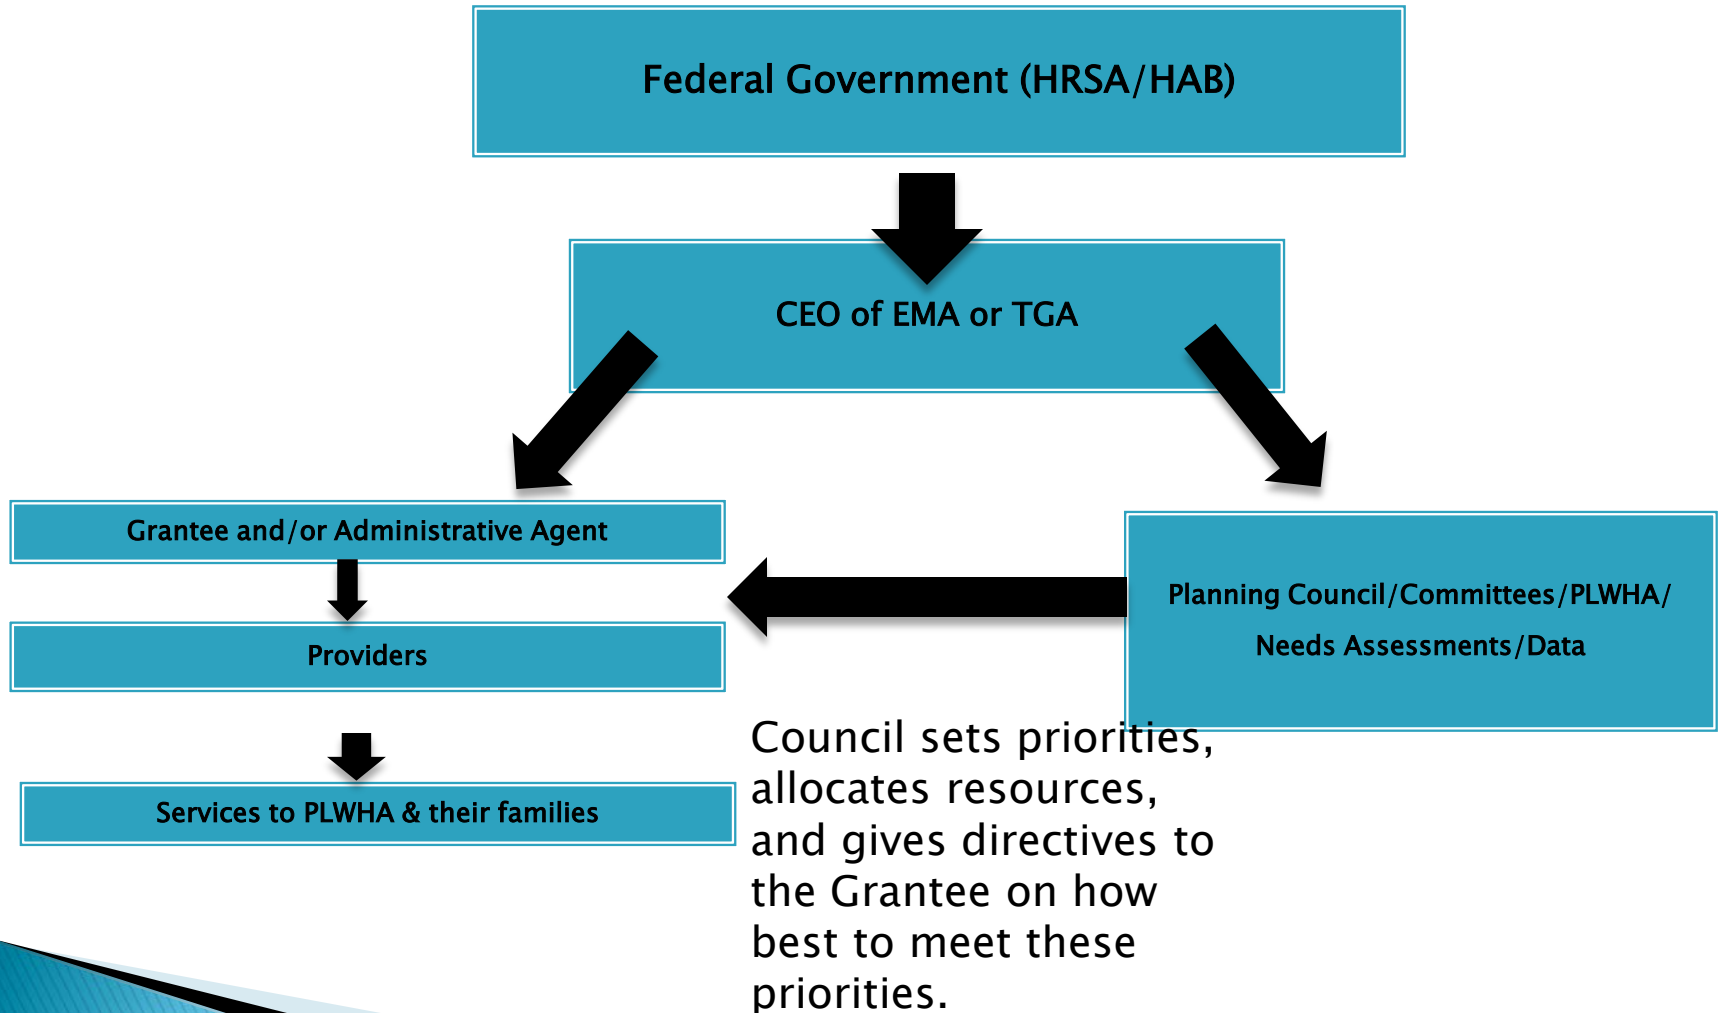 Federal Government (HRSA/HAB)
CEO of EMA or TGA
Grantee and/or Administrative Agent
Planning Council/Committees/PLWHA/
Needs Assessments/Data
Providers
Services to PLWHA & their families
Council sets priorities,
allocates resources,
and gives directives to
the Grantee on how
best to meet these
priorities.